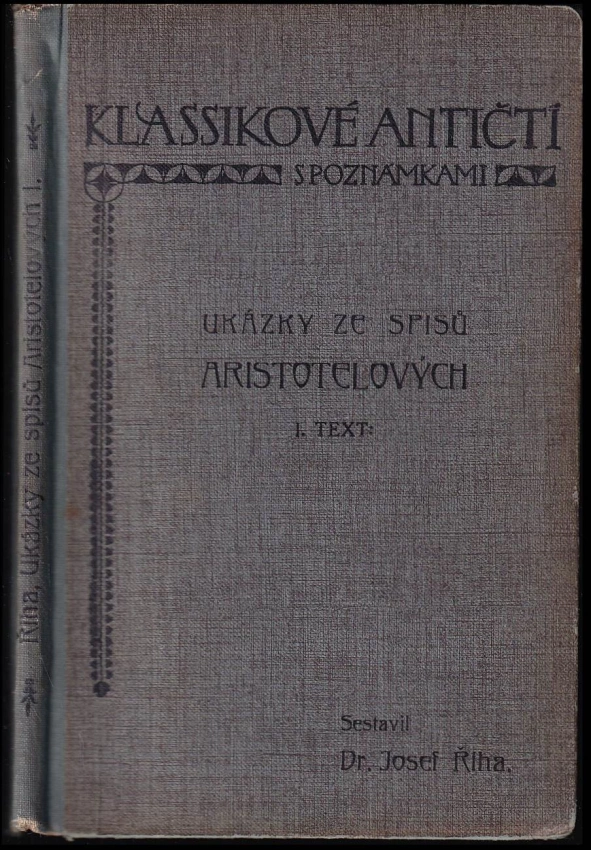 KLASSIKOVÉ ANTIČTÍ
S POZNÁMKAMI
UKÁZKY ZE SPISŮ
ARISTOTELOVÝCH
I. TEXT:
Sestavil
Dr. Josef Říha.
Říha, Ukázky ze spisů Aristotelových I.